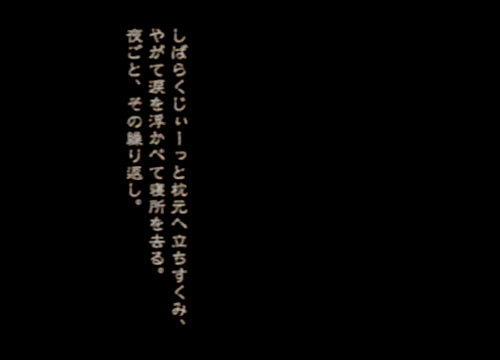 しばらくじぃーっと枕元へ立ちすくみ、
やがて涙を浮かべて寝所を去る。
夜ごと、その繰り返し。